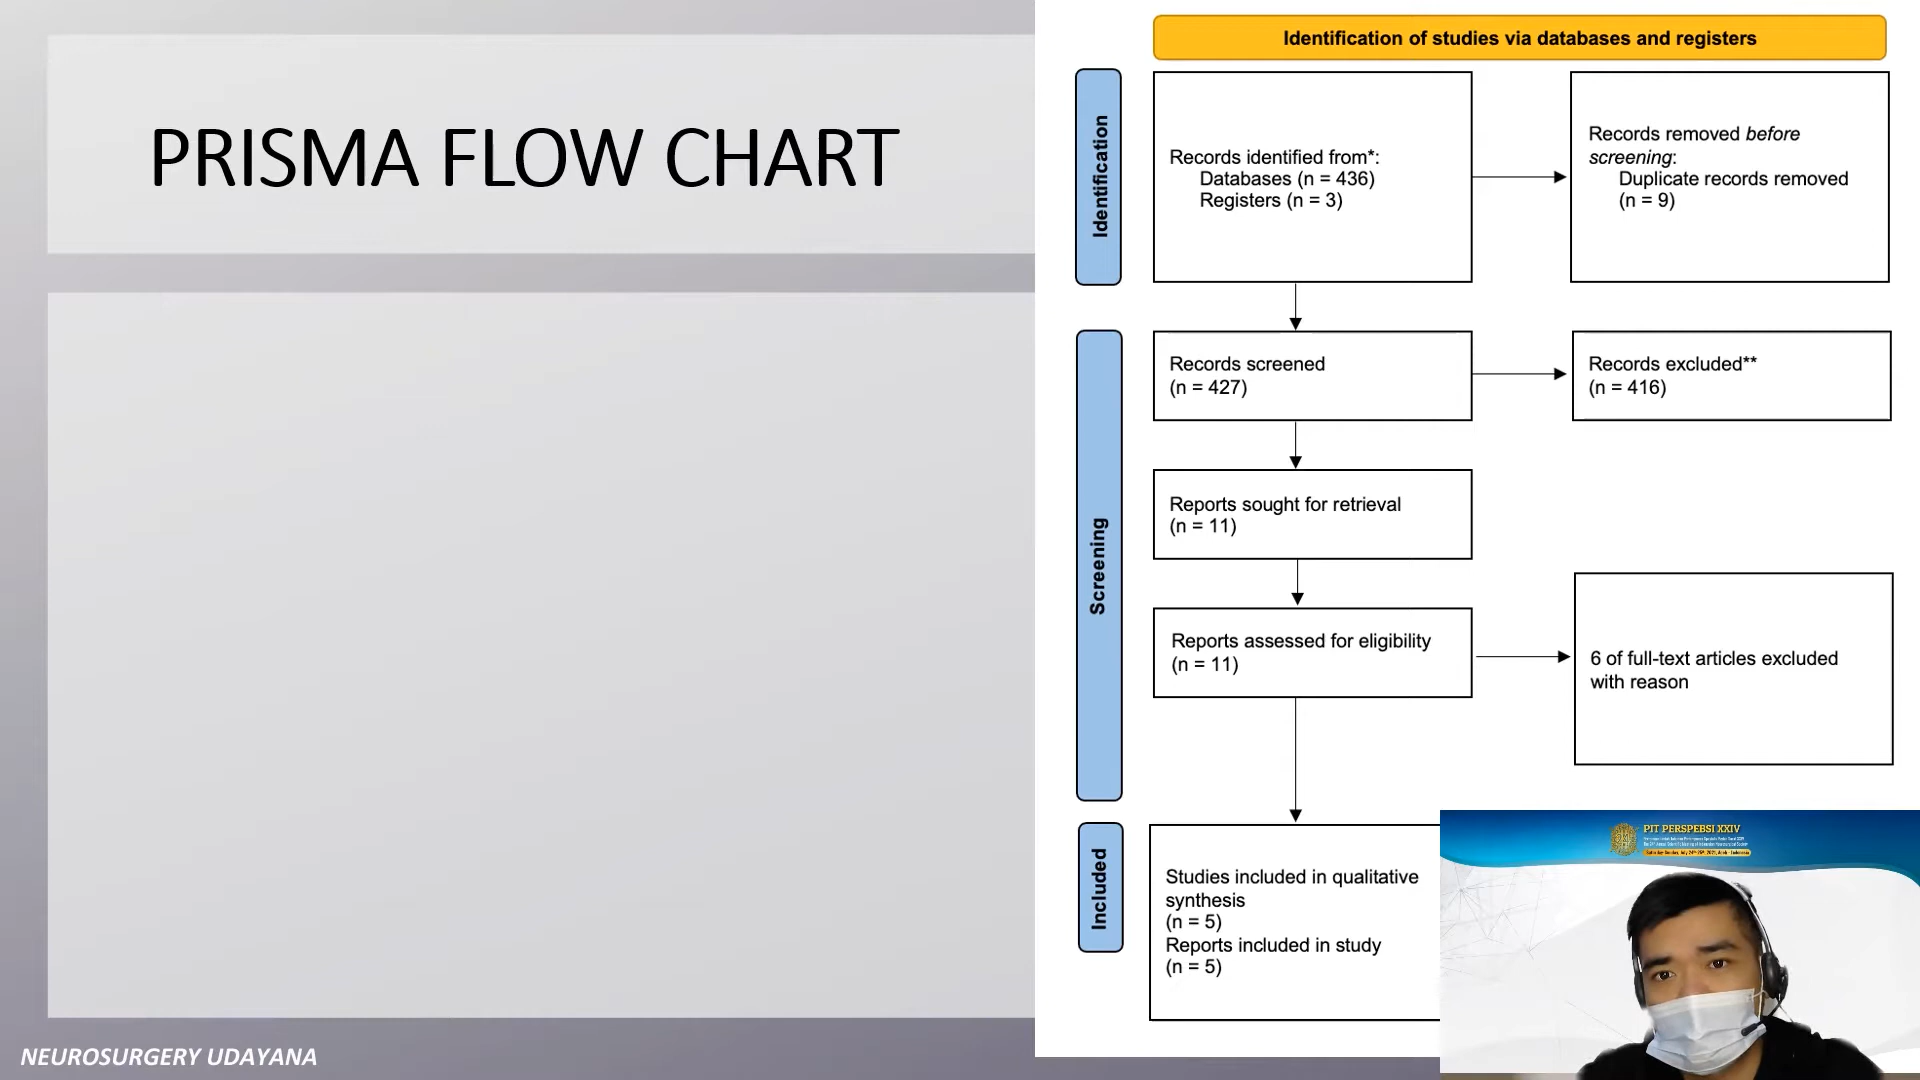 PRISMA FLOW CHART
Identification of studies via databases and registers
Identification
Records identified from*:
Databases (n = 436)
Registers (n = 3)
Records removed before
screening:
Duplicate records removed
(n = 9)
Screening
Records screened
(n = 427)
Records excluded**
(n = 416)
Reports sought for retrieval
(n = 11)
Reports assessed for eligibility
(n = 11)
6 of full-text articles excluded
with reason
Included
Studies included in qualitative
synthesis
(n = 5)
Reports included in study
(n = 5)
PIT PERSPEBSI XXIV
NEUROSURGERY UDAYANA